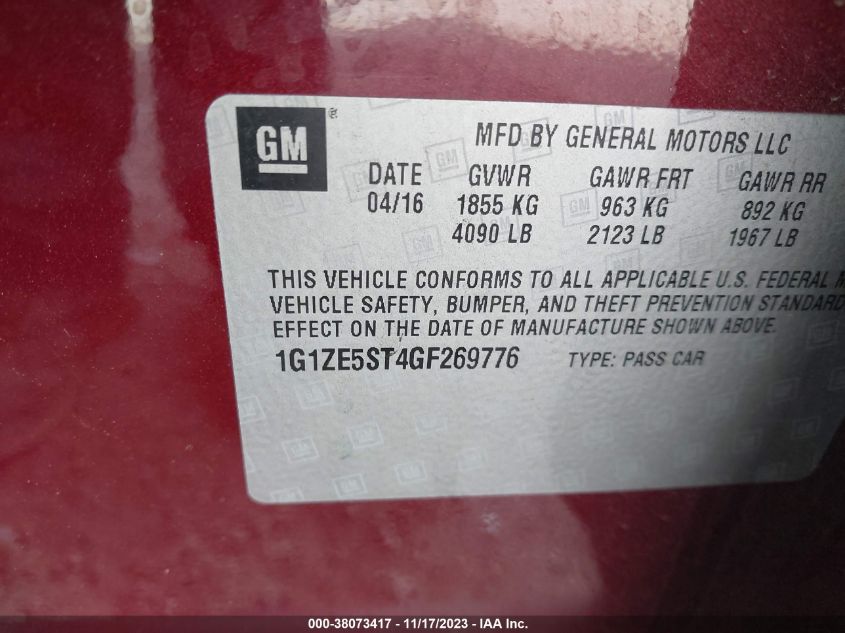 GM ®
MFD BY GENERAL MOTORS LLC
DATE GVWR GAWR FRT GAWR RR
04/16 1855 KG 963 KG 892 KG
4090 LB 2123 LB 1967 LB
THIS VEHICLE CONFORMS TO ALL APPLICABLE U.S. FEDERAL M
VEHICLE SAFETY, BUMPER, AND THEFT PREVENTION STANDARD
EFFECT ON THE DATE OF MANUFACTURE SHOWN ABOVE.
1G1ZE5ST4GF269776 TYPE: PASS CAR
000-38073417 - 11/17/2023 - IAA Inc.